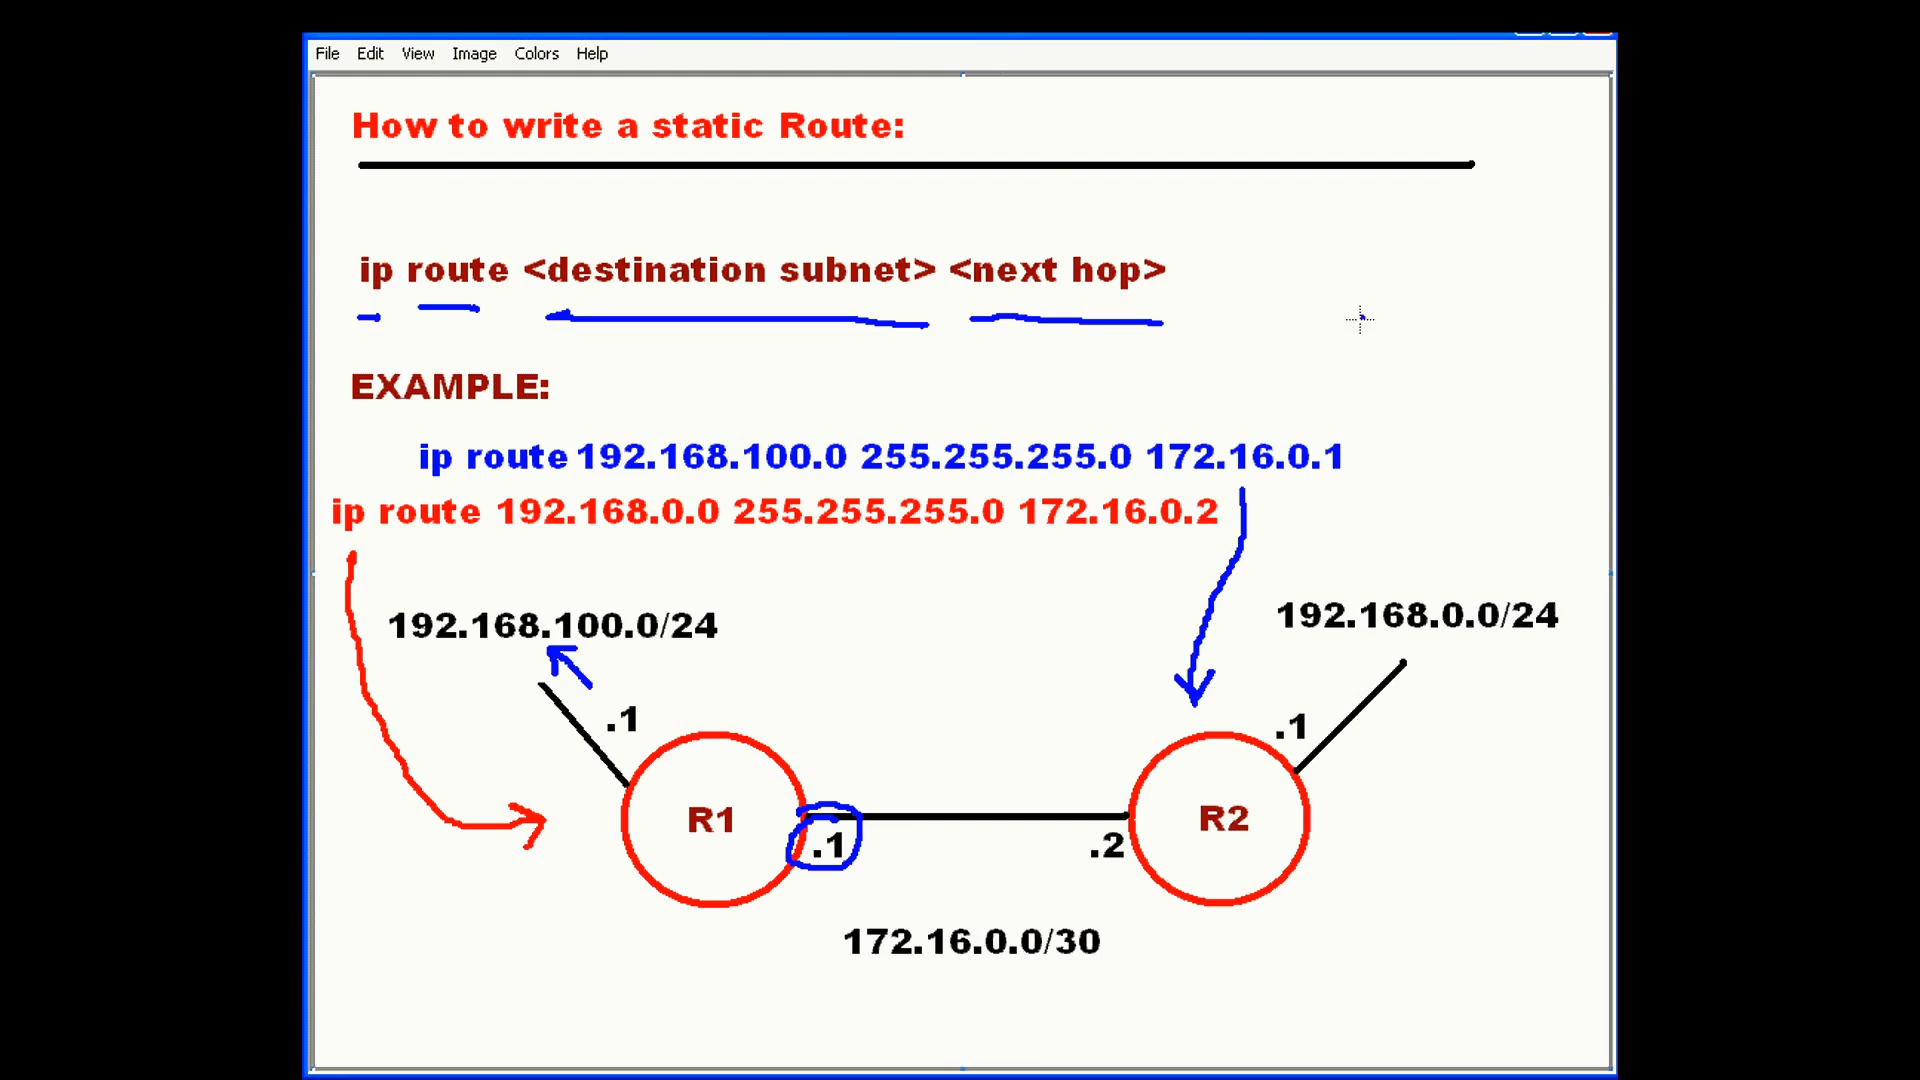 File Edit View Image Colors Help
How to write a static Route:
ip route <destination subnet> <next hop>
EXAMPLE:
ip route 192.168.100.0 255.255.255.0 172.16.0.1
ip route 192.168.0.0 255.255.255.0 172.16.0.2
192.168.100.0/24
192.168.0.0/24
.1
.1
R1
R2
.1
.2
172.16.0.0/30